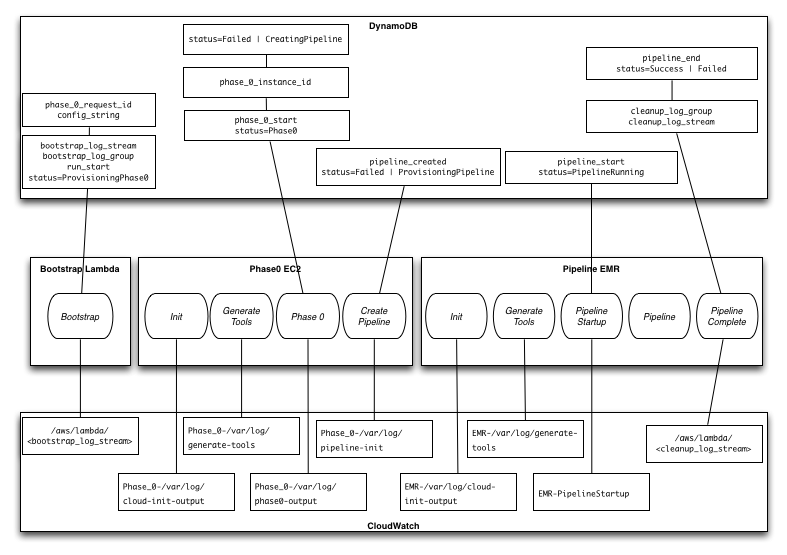 DynamoDB
status=Failed | CreatingPipeline
phase_0_instance_id
phase_0_start
status=Phase0
phase_0_request_id
config_string
bootstrap_log_stream
bootstrap_log_group
run_start
status=ProvisioningPhase0
pipeline_created
status=Failed | ProvisioningPipeline
pipeline_start
status=PipelineRunning
pipeline_end
status=Success | Failed
cleanup_log_group
cleanup_log_stream
Bootstrap Lambda
Bootstrap
Phase0 EC2
Init
Generate
Tools
Phase 0
Create
Pipeline
Pipeline EMR
Init
Generate
Tools
Pipeline
Startup
Pipeline
Pipeline
Complete
/aws/lambda/
<bootstrap_log_stream>
Phase_0-/var/log/
generate-tools
Phase_0-/var/log/
pipeline-init
EMR-/var/log/generate-
tools
/aws/lambda/
<cleanup_log_stream>
Phase_0-/var/log/
cloud-init-output
Phase_0-/var/log/
phase0-output
EMR-/var/log/cloud-
init-output
EMR-PipelineStartup
CloudWatch